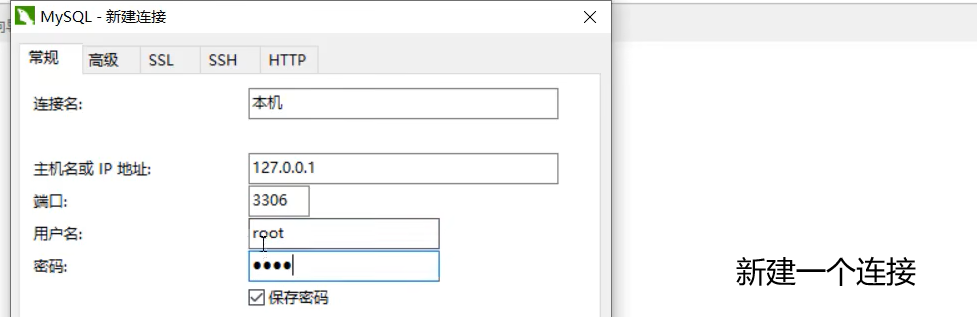 MySQL - 新建连接
常规 高级 SSL SSH HTTP
连接名: 本机
主机名或 IP 地址: 127.0.0.1
端口: 3306
用户名: root
密码: ●●●●
保存密码
新建一个连接